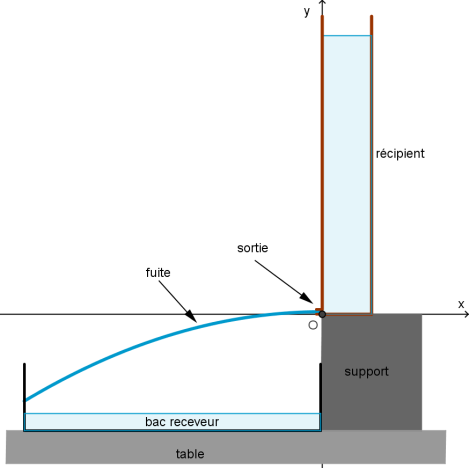 y
récipient
sortie
fuite
x
O
support
bac receveur
table